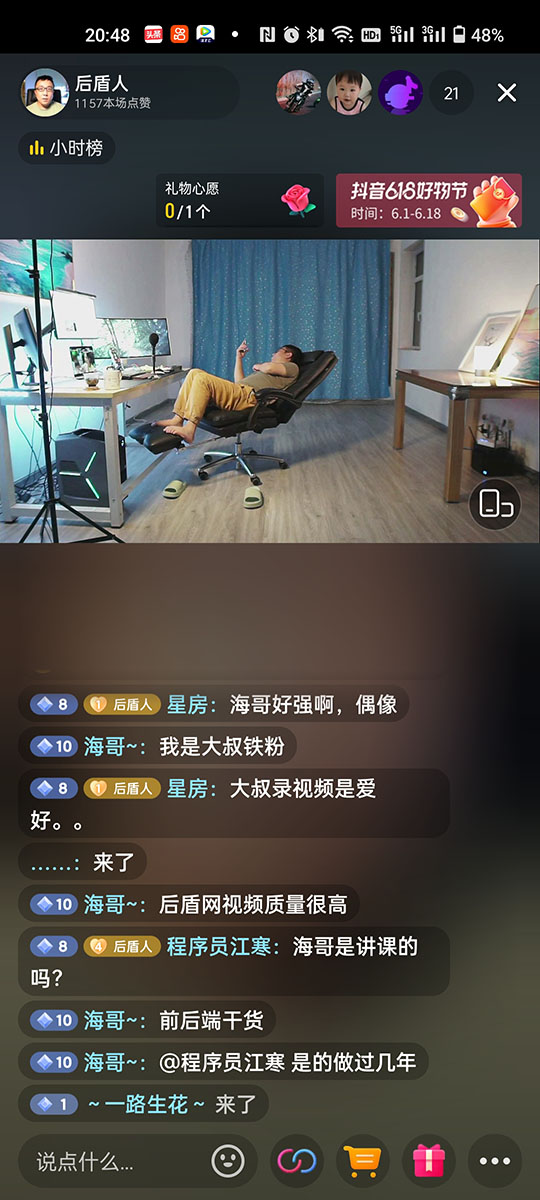 20:48
头条
HD
5G
3G
48%
后盾人
1157本场点赞
21
小时榜
礼物心愿
0/1个
抖音618好物节
时间：6.1-6.18
8 1 后盾人 星房：海哥好强啊，偶像
10 海哥~：我是大叔铁粉
8 1 后盾人 星房：大叔录视频是爱
好。。
……：来了
10 海哥~：后盾网视频质量很高
8 4 后盾人 程序员江寒：海哥是讲课的
吗？
10 海哥~：前后端干货
10 海哥~：@程序员江寒 是的做过几年
1 ~一路生花~ 来了
说点什么...